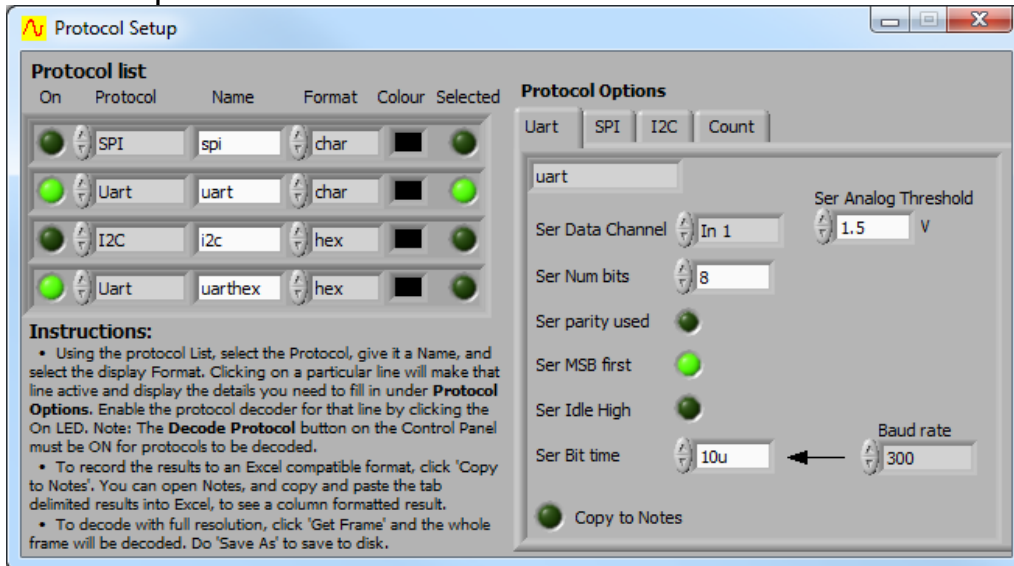 Protocol Setup
Protocol list
On Protocol Name Format Colour Selected
SPI spi char
Uart uart char
I2C i2c hex
Uart uarthex hex
Instructions:
• Using the protocol List, select the Protocol, give it a Name, and
select the display Format. Clicking on a particular line will make that
line active and display the details you need to fill in under Protocol
Options. Enable the protocol decoder for that line by clicking the
On LED. Note: The Decode Protocol button on the Control Panel
must be ON for protocols to be decoded.
• To record the results to an Excel compatible format, click 'Copy
to Notes'. You can open Notes, and copy and paste the tab
delimited results into Excel, to see a column formatted result.
• To decode with full resolution, click 'Get Frame' and the whole
frame will be decoded. Do 'Save As' to save to disk.
Protocol Options
Uart SPI I2C Count
uart
Ser Analog Threshold
Ser Data Channel In 1 1.5 V
Ser Num bits 8
Ser parity used
Ser MSB first
Ser Idle High
Baud rate
Ser Bit time 10u 300
Copy to Notes